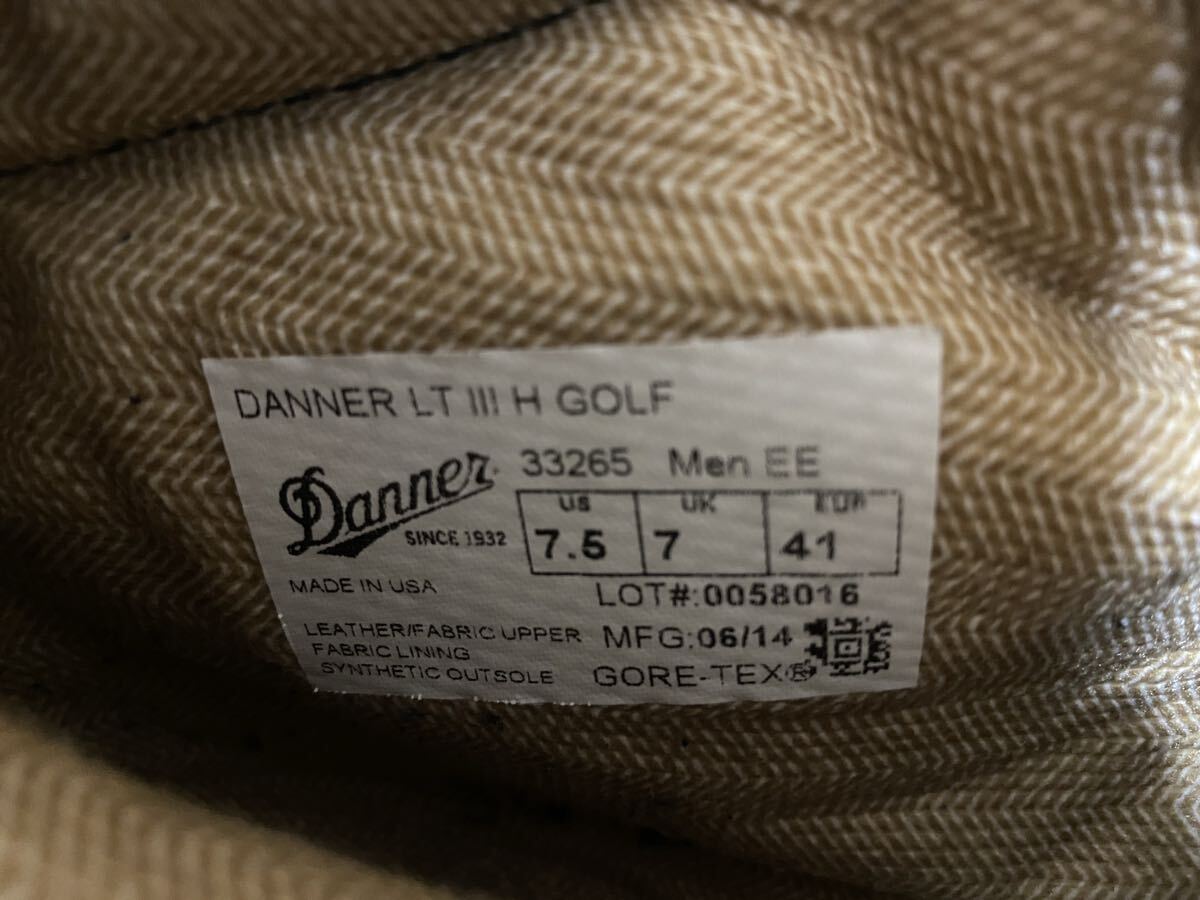 DANNER LT III H GOLF
Danner
SINCE 1932
33265 Men EE
US UK EUR
7.5 7 41
MADE IN USA
LOT#:0058016
LEATHER/FABRIC UPPER
FABRIC LINING
SYNTHETIC OUTSOLE
MFG:06/14
GORE-TEX®